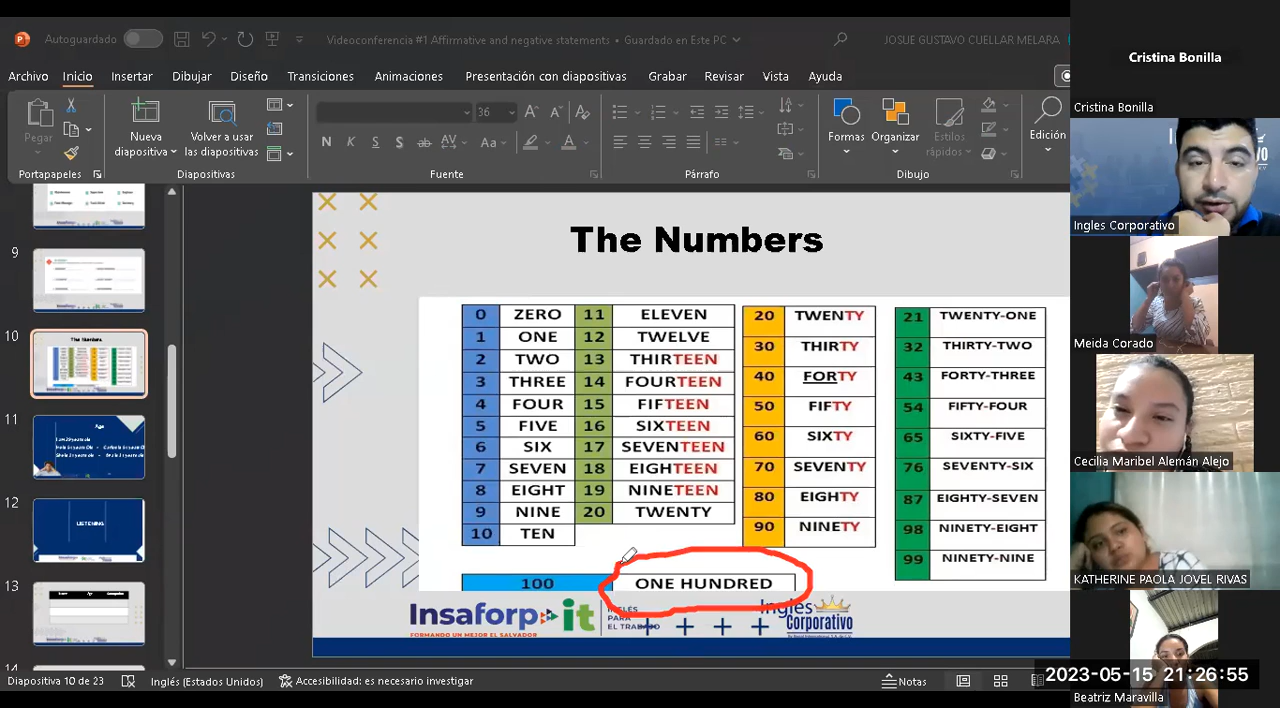 Autoguardado
Videoconferencia #1 Affirmative and negative statements • Guardado en Este PC
JOSUE GUSTAVO CUELLAR MELARA
Archivo Inicio Insertar Dibujar Diseño Transiciones Animaciones Presentación con diapositivas Grabar Revisar Vista Ayuda
Pegar
Nueva diapositiva
Volver a usar las diapositivas
36
N K S S ab AV Aa A
Formas Organizar Estilos rápidos Edición
Portapapeles Diapositivas Fuente Párrafo Dibujo
9
10
11
12
13
14
Age
LISTENING
The Numbers
0 ZERO 11 ELEVEN
1 ONE 12 TWELVE
2 TWO 13 THIRTEEN
3 THREE 14 FOURTEEN
4 FOUR 15 FIFTEEN
5 FIVE 16 SIXTEEN
6 SIX 17 SEVENTEEN
7 SEVEN 18 EIGHTEEN
8 EIGHT 19 NINETEEN
9 NINE 20 TWENTY
10 TEN
20 TWENTY
30 THIRTY
40 FORTY
50 FIFTY
60 SIXTY
70 SEVENTY
80 EIGHTY
90 NINETY
21 TWENTY-ONE
32 THIRTY-TWO
43 FORTY-THREE
54 FIFTY-FOUR
65 SIXTY-FIVE
76 SEVENTY-SIX
87 EIGHTY-SEVEN
98 NINETY-EIGHT
99 NINETY-NINE
100 ONE HUNDRED
Insaforp it
FORMANDO UN MEJOR EL SALVADOR
INGLÉS
PARA
EL TRABAJO
Inglés
Corporativo
Diapositiva 10 de 23
Inglés (Estados Unidos)
Accesibilidad: es necesario investigar
Notas
Cristina Bonilla
Cristina Bonilla
Ingles Corporativo
Meida Corado
Cecilia Maribel Alemán Alejo
KATHERINE PAOLA JOVEL RIVAS
2023-05-15 21:26:55
Beatriz Maravilla